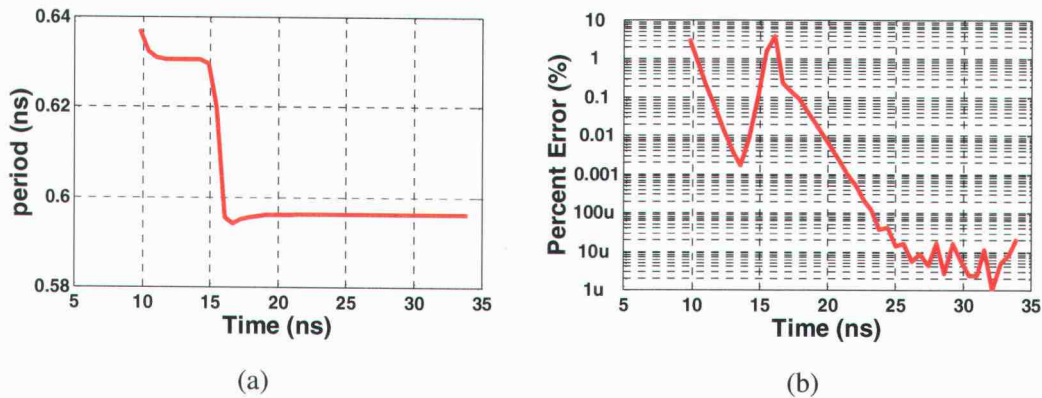 0.64
0.62
0.6
0.58
period (ns)
5 10 15 20 25 30 35
Time (ns)
(a)
10
1
0.1
0.01
0.001
100u
10u
1u
Percent Error (%)
5 10 15 20 25 30 35
Time (ns)
(b)